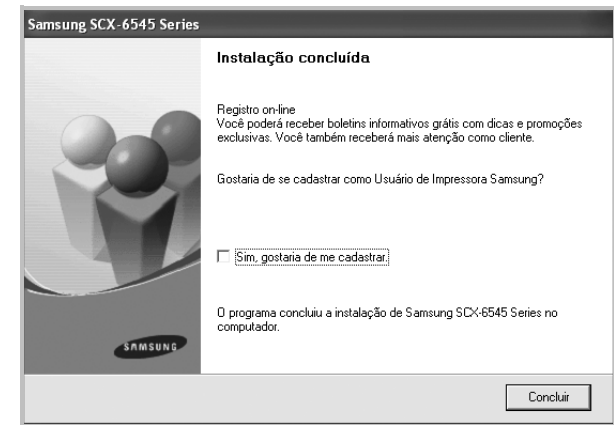 Samsung SCX-6545 Series
Instalação concluída
Registro on-line
Você poderá receber boletins informativos grátis com dicas e promoções
exclusivas. Você também receberá mais atenção como cliente.
Gostaria de se cadastrar como Usuário de Impressora Samsung?
Sim, gostaria de me cadastrar.
O programa concluiu a instalação de Samsung SCX-6545 Series no
computador.
SAMSUNG
Concluir